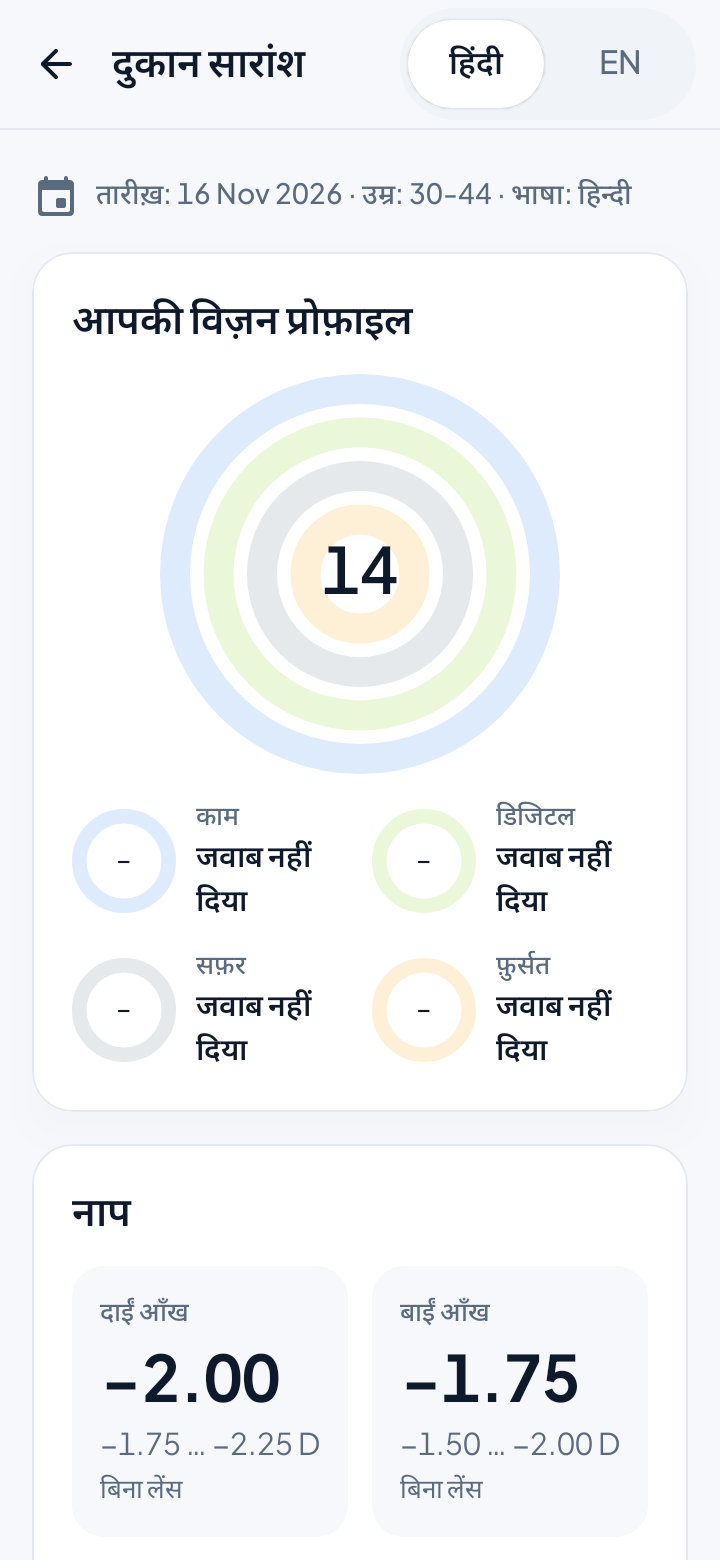 दुकान सारांश
हिंदी
EN
तारीख़: 16 Nov 2026 · उम्र: 30–44 · भाषा: हिन्दी
आपकी विज़न प्रोफ़ाइल
14
–
काम
जवाब नहीं
दिया
–
डिजिटल
जवाब नहीं
दिया
–
सफ़र
जवाब नहीं
दिया
–
फ़ुर्सत
जवाब नहीं
दिया
नाप
दाईं आँख
−2.00
−1.75 … −2.25 D
बिना लेंस
बाईं आँख
−1.75
−1.50 … −2.00 D
बिना लेंस